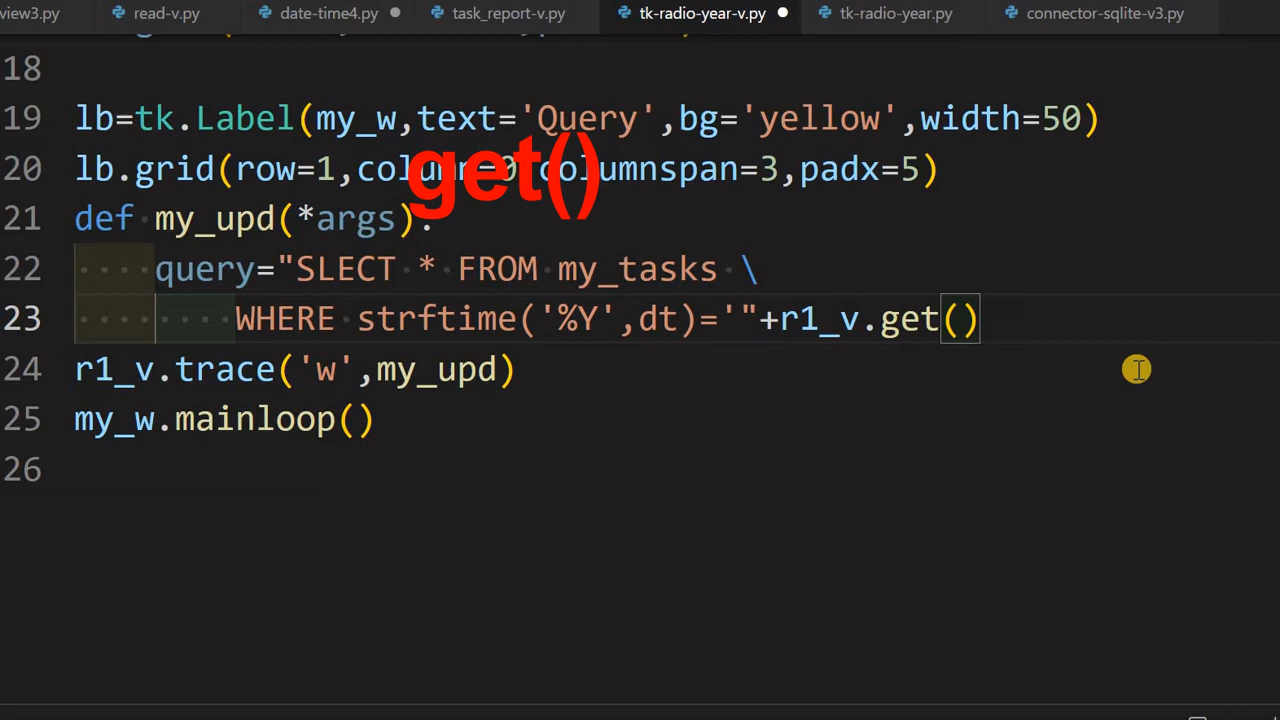 view3.py read-v.py date-time4.py task_report-v.py tk-radio-year-v.py tk-radio-year.py connector-sqlite-v3.py
18
19 lb=tk.Label(my_w,text='Query',bg='yellow',width=50)
20 lb.grid(row=1,column=0,columnspan=3,padx=5)
get()
21 def my_upd(*args):
22 query="SLECT * FROM my_tasks \
23 WHERE strftime('%Y',dt)='"+r1_v.get()
24 r1_v.trace('w',my_upd)
25 my_w.mainloop()
26